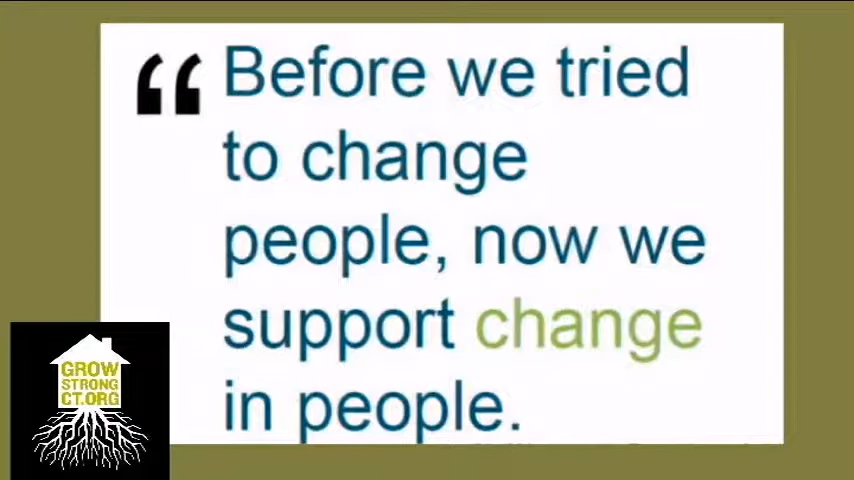 “ Before we tried
to change
people, now we
support change
in people.
GROW
STRONG
CT.ORG